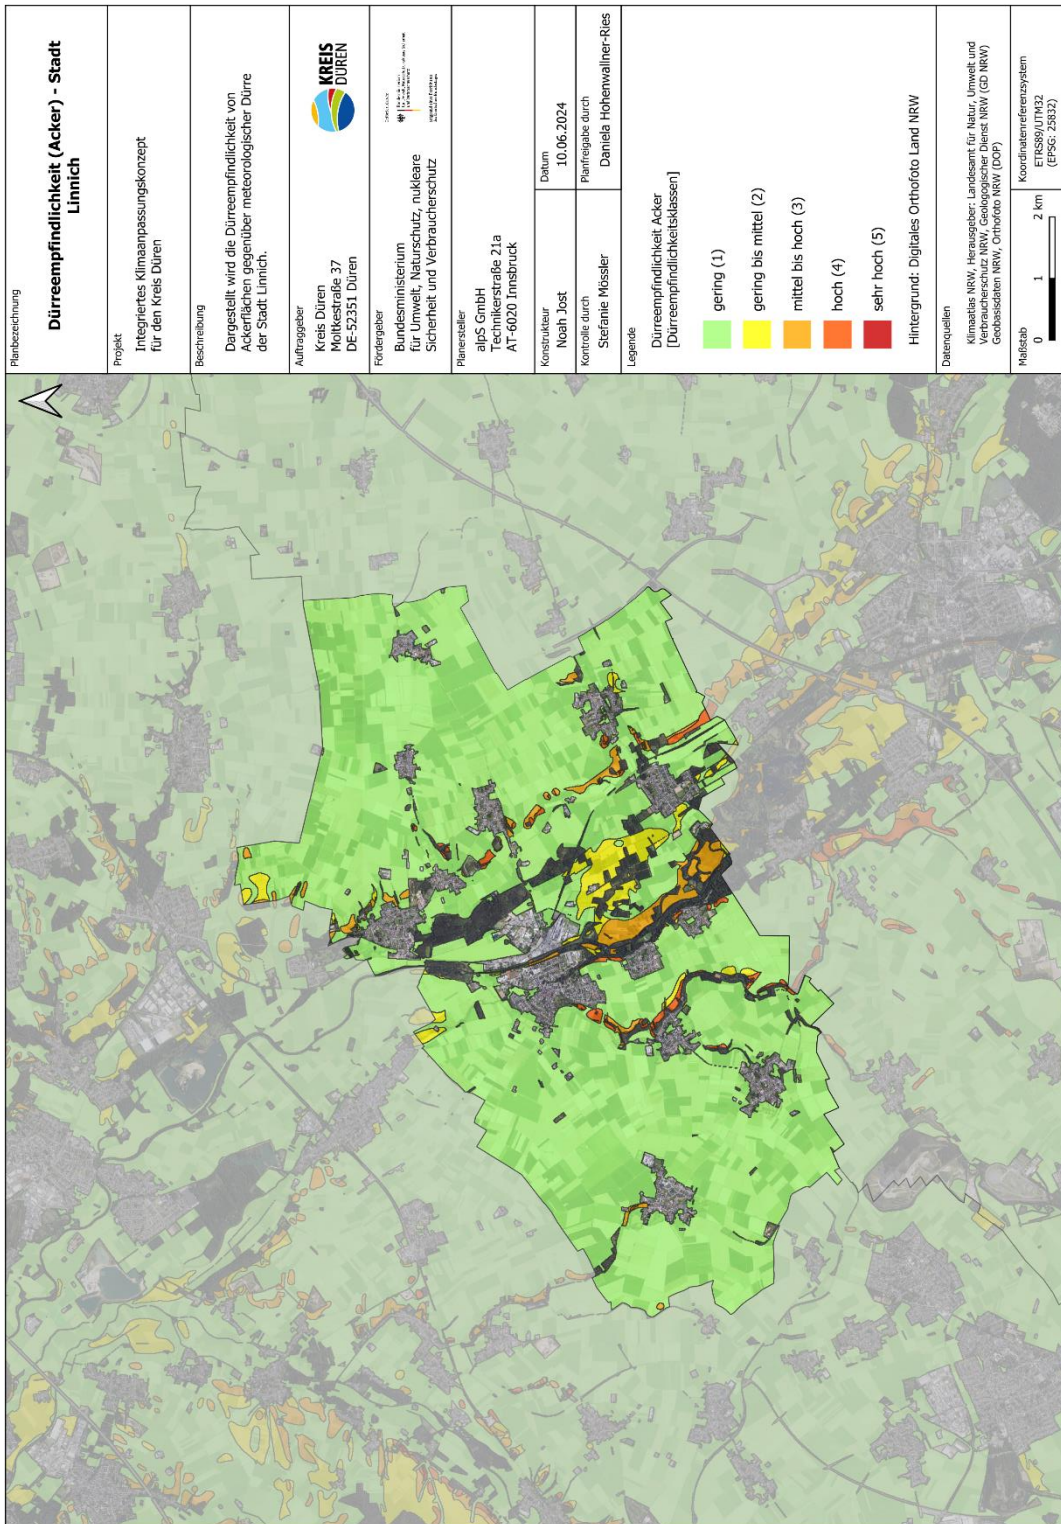 Planbezeichnung
Dürreempfindlichkeit (Acker) - Stadt
Linnich
Projekt
Integriertes Klimaanpassungskonzept
für den Kreis Düren
Beschreibung
Dargestellt wird die Dürreempfindlichkeit von
Ackerflächen gegenüber meteorologischer Dürre
der Stadt Linnich.
Auftraggeber
Kreis Düren
Moltkestraße 37
DE-52351 Düren
KREIS
DÜREN
Fördergeber
Bundesministerium
für Umwelt, Naturschutz, nukleare
Sicherheit und Verbraucherschutz
Planersteller
alpS GmbH
Technikerstraße 21a
AT-6020 Innsbruck
Konstrukteur
Noah Jost
Datum
10.06.2024
Kontrolle durch
Stefanie Mössler
Planfreigabe durch
Daniela Hohenwallner-Ries
Legende
Dürreempfindlichkeit Acker
[Dürreempfindlichkeitsklassen]
gering (1)
gering bis mittel (2)
mittel bis hoch (3)
hoch (4)
sehr hoch (5)
Hintergrund: Digitales Orthofoto Land NRW
Datenquellen
Klimaatlas NRW, Herausgeber: Landesamt für Natur, Umwelt und
Verbraucherschutz NRW, Geologogischer Dienst NRW (GD NRW)
Geobasisdaten NRW, Orthofoto NRW (DOP)
Maßstab
0 1 2 km
Koordinatenreferenzsystem
ETRS89/UTM32
(EPSG: 25832)